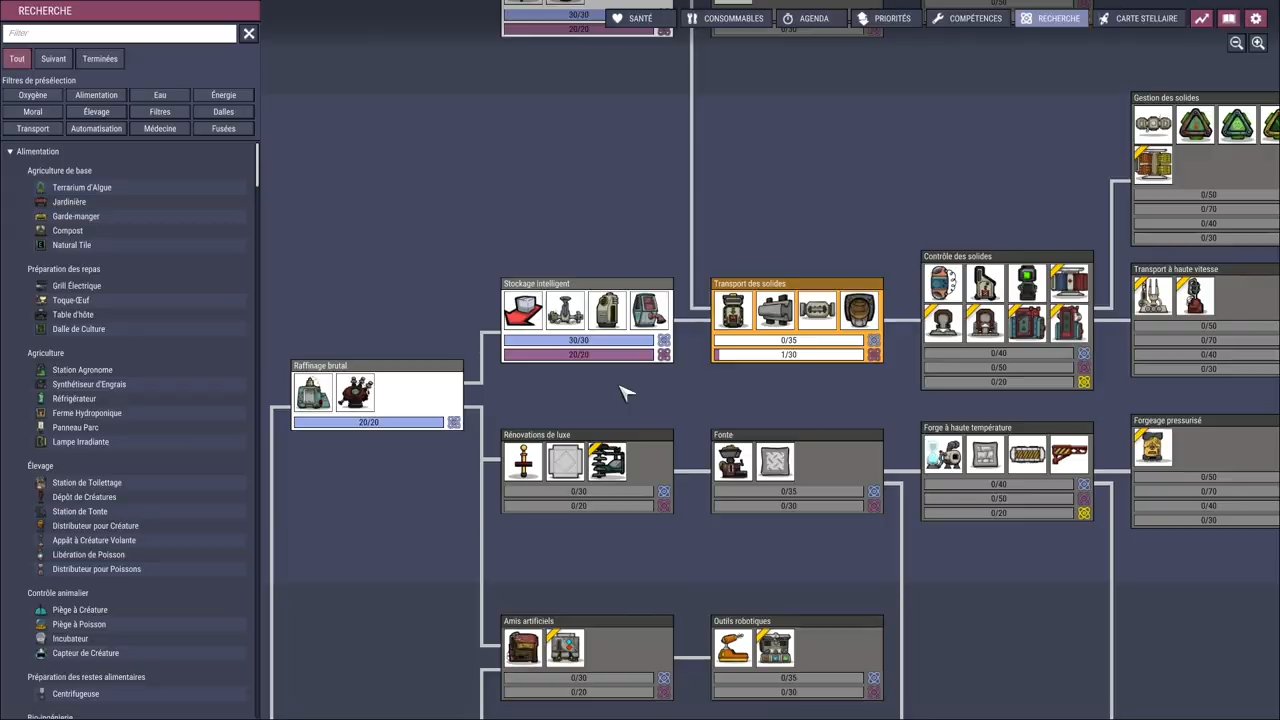 RECHERCHE
SANTÉ
CONSOMMABLES
AGENDA
PRIORITÉS
COMPÉTENCES
RECHERCHE
CARTE STELLAIRE
Filter
Tout
Suivant
Terminées
Filtres de présélection
Oxygène
Alimentation
Eau
Énergie
Moral
Élevage
Filtres
Dalles
Transport
Automatisation
Médecine
Fusées
Alimentation
Agriculture de base
Terrarium d'Algue
Jardinière
Garde-manger
Compost
Natural Tile
Préparation des repas
Gril Électrique
Toque-Œuf
Table d'hôte
Dalle de Culture
Agriculture
Station Agronome
Synthétiseur d'Engrais
Réfrigérateur
Ferme Hydroponique
Panneau Parc
Lampe Irradiante
Élevage
Station de Toilettage
Dépôt de Créatures
Station de Tonte
Distributeur pour Créature
Appât à Créature Volante
Libération de Poisson
Distributeur pour Poissons
Contrôle animalier
Piège à Créature
Piège à Poisson
Incubateur
Capteur de Créature
Préparation des restes alimentaires
Centrifugeuse
Bio-ingénierie
30/30
20/20
0/30
Raffinage brutal
20/20
Stockage intelligent
30/30
20/20
Rénovations de luxe
0/30
0/20
Amis artificiels
0/30
0/20
Transport des solides
0/35
1/30
Fonte
0/35
0/30
Outils robotiques
0/35
0/30
Contrôle des solides
0/40
0/50
0/20
Forge à haute température
0/40
0/50
0/20
Gestion des solides
0/50
0/70
0/40
0/30
Transport à haute vitesse
0/50
0/70
0/40
0/30
Forgeage pressurisé
0/50
0/70
0/40
0/30